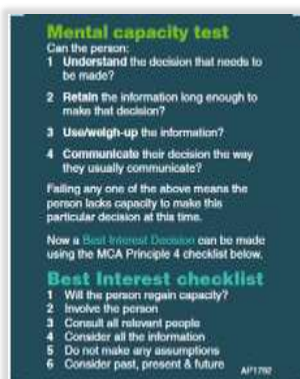 Mental capacity test
Can the person:
1 Understand the decision that needs to
be made?
2 Retain the information long enough to
make that decision?
3 Use/weigh-up the information?
4 Communicate their decision the way
they usually communicate?
Failing any one of the above means the
person lacks capacity to make this
particular decision at this time.
Now a Best Interest Decision can be made
using the MCA Principle 4 checklist below.
Best Interest checklist
1 Will the person regain capacity?
2 Involve the person
3 Consult all relevant people
4 Consider all the information
5 Do not make any assumptions
6 Consider past, present & future
AP1792